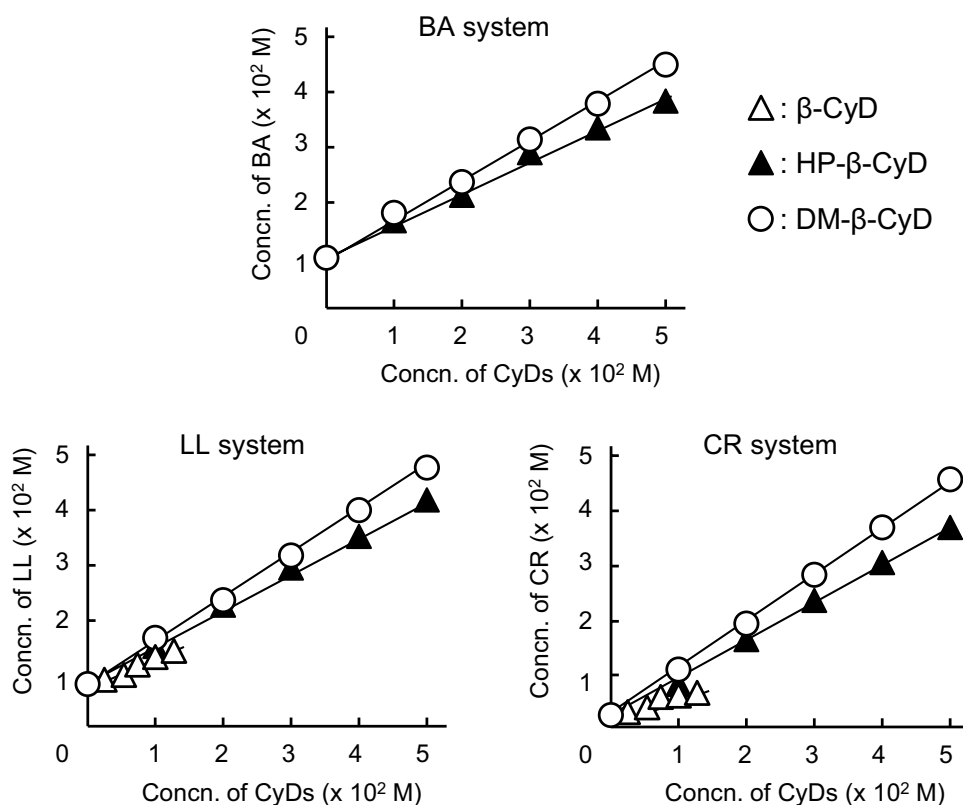 BA system
Concn. of BA (x 10² M)
5
4
3
2
1
0 1 2 3 4 5
Concn. of CyDs (x 10² M)
: β-CyD
: HP-β-CyD
: DM-β-CyD
LL system
Concn. of LL (x 10² M)
5
4
3
2
1
0 1 2 3 4 5
Concn. of CyDs (x 10² M)
CR system
Concn. of CR (x 10² M)
5
4
3
2
1
0 1 2 3 4 5
Concn. of CyDs (x 10² M)